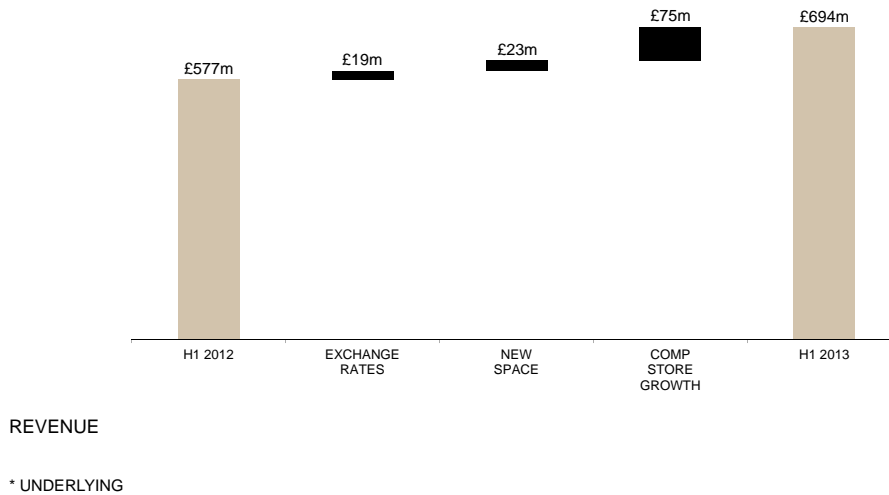 £577m
£19m
£23m
£75m
£694m
H1 2012
EXCHANGE
RATES
NEW
SPACE
COMP
STORE
GROWTH
H1 2013
REVENUE
* UNDERLYING